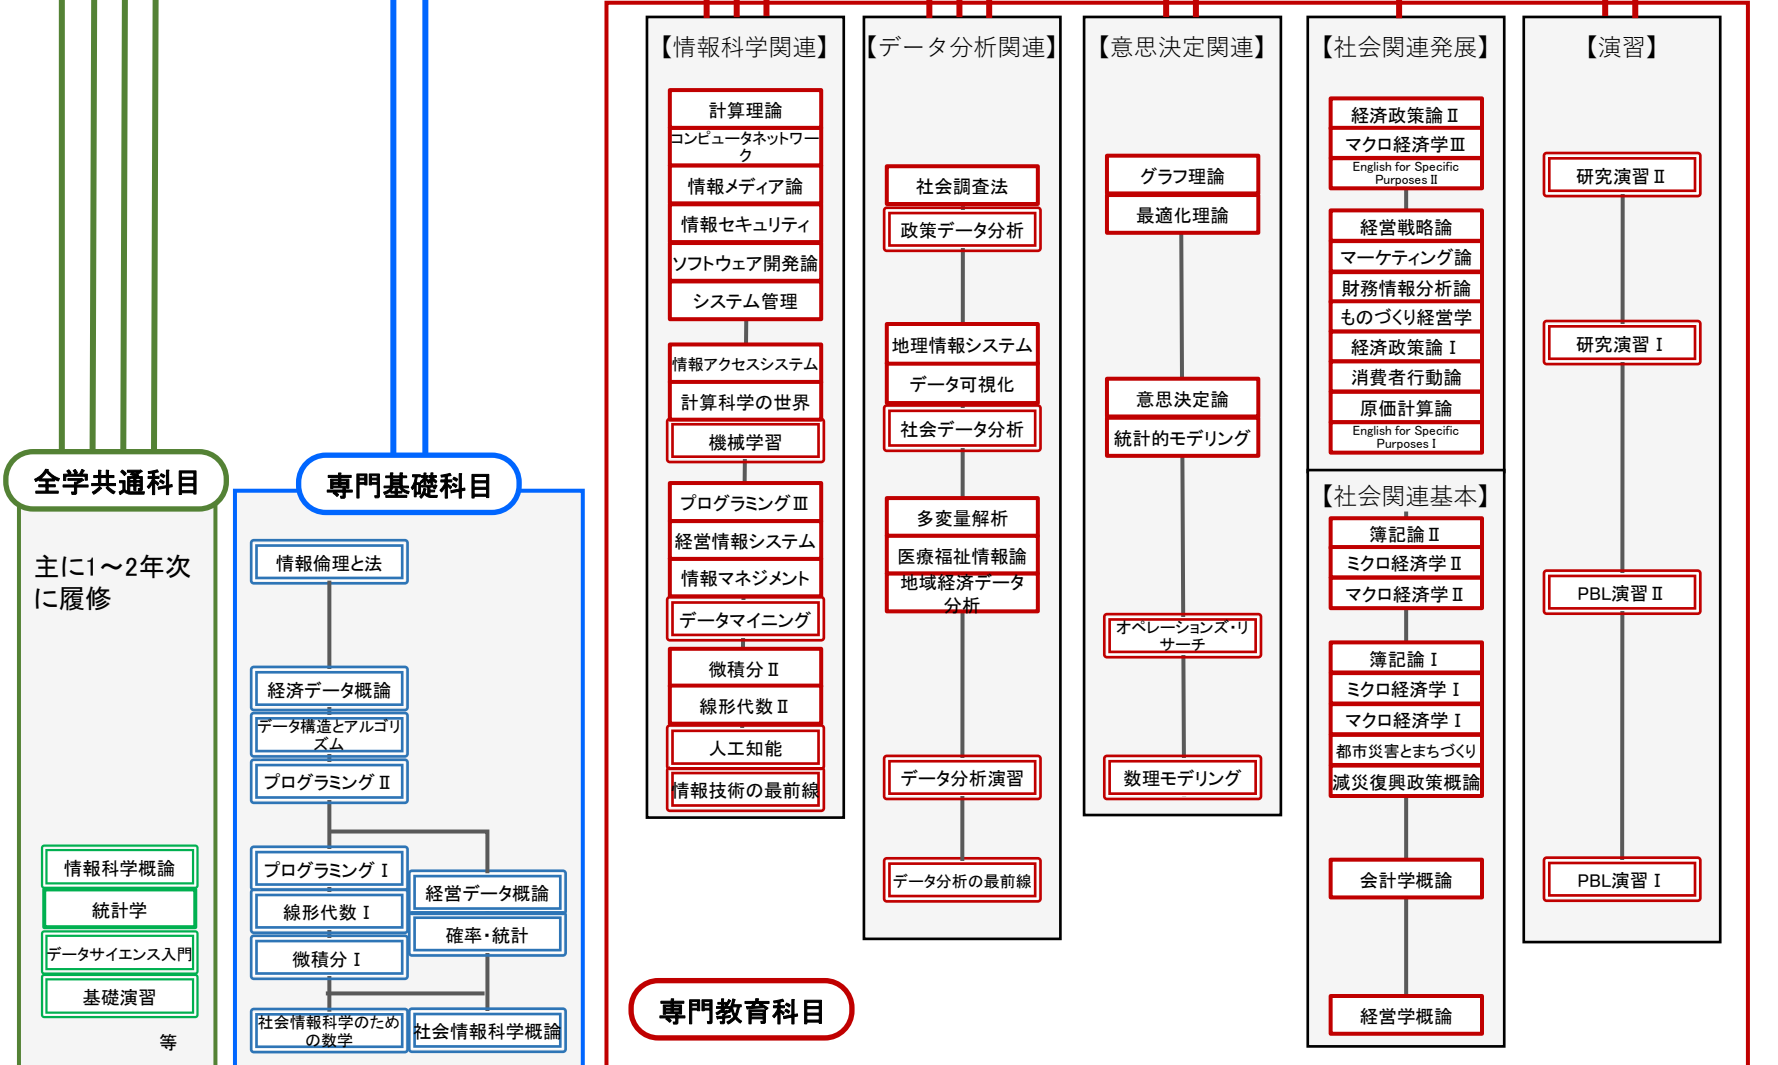 全学共通科目
主に1～2年次
に履修
情報科学概論
統計学
データサイエンス入門
基礎演習
等
専門基礎科目
情報倫理と法
経済データ概論
データ構造とアルゴリ
ズム
プログラミングⅡ
プログラミングⅠ
線形代数Ⅰ
微積分Ⅰ
経営データ概論
確率・統計
社会情報科学のため
の数学
社会情報科学概論
【情報科学関連】
計算理論
コンピュータネットワー
ク
情報メディア論
情報セキュリティ
ソフトウェア開発論
システム管理
情報アクセスシステム
計算科学の世界
機械学習
プログラミングⅢ
経営情報システム
情報マネジメント
データマイニング
微積分Ⅱ
線形代数Ⅱ
人工知能
情報技術の最前線
【データ分析関連】
社会調査法
政策データ分析
地理情報システム
データ可視化
社会データ分析
多変量解析
医療福祉情報論
地域経済データ
分析
データ分析演習
データ分析の最前線
【意思決定関連】
グラフ理論
最適化理論
意思決定論
統計的モデリング
オペレーションズ・リ
サーチ
数理モデリング
【社会関連発展】
経済政策論Ⅱ
マクロ経済学Ⅲ
English for Specific
Purposes Ⅱ
経営戦略論
マーケティング論
財務情報分析論
ものづくり経営学
経済政策論Ⅰ
消費者行動論
原価計算論
English for Specific
Purposes Ⅰ
【社会関連基本】
簿記論Ⅱ
ミクロ経済学Ⅱ
マクロ経済学Ⅱ
簿記論Ⅰ
ミクロ経済学Ⅰ
マクロ経済学Ⅰ
都市災害とまちづくり
減災復興政策概論
会計学概論
経営学概論
【演習】
研究演習Ⅱ
研究演習Ⅰ
PBL演習Ⅱ
PBL演習Ⅰ
専門教育科目